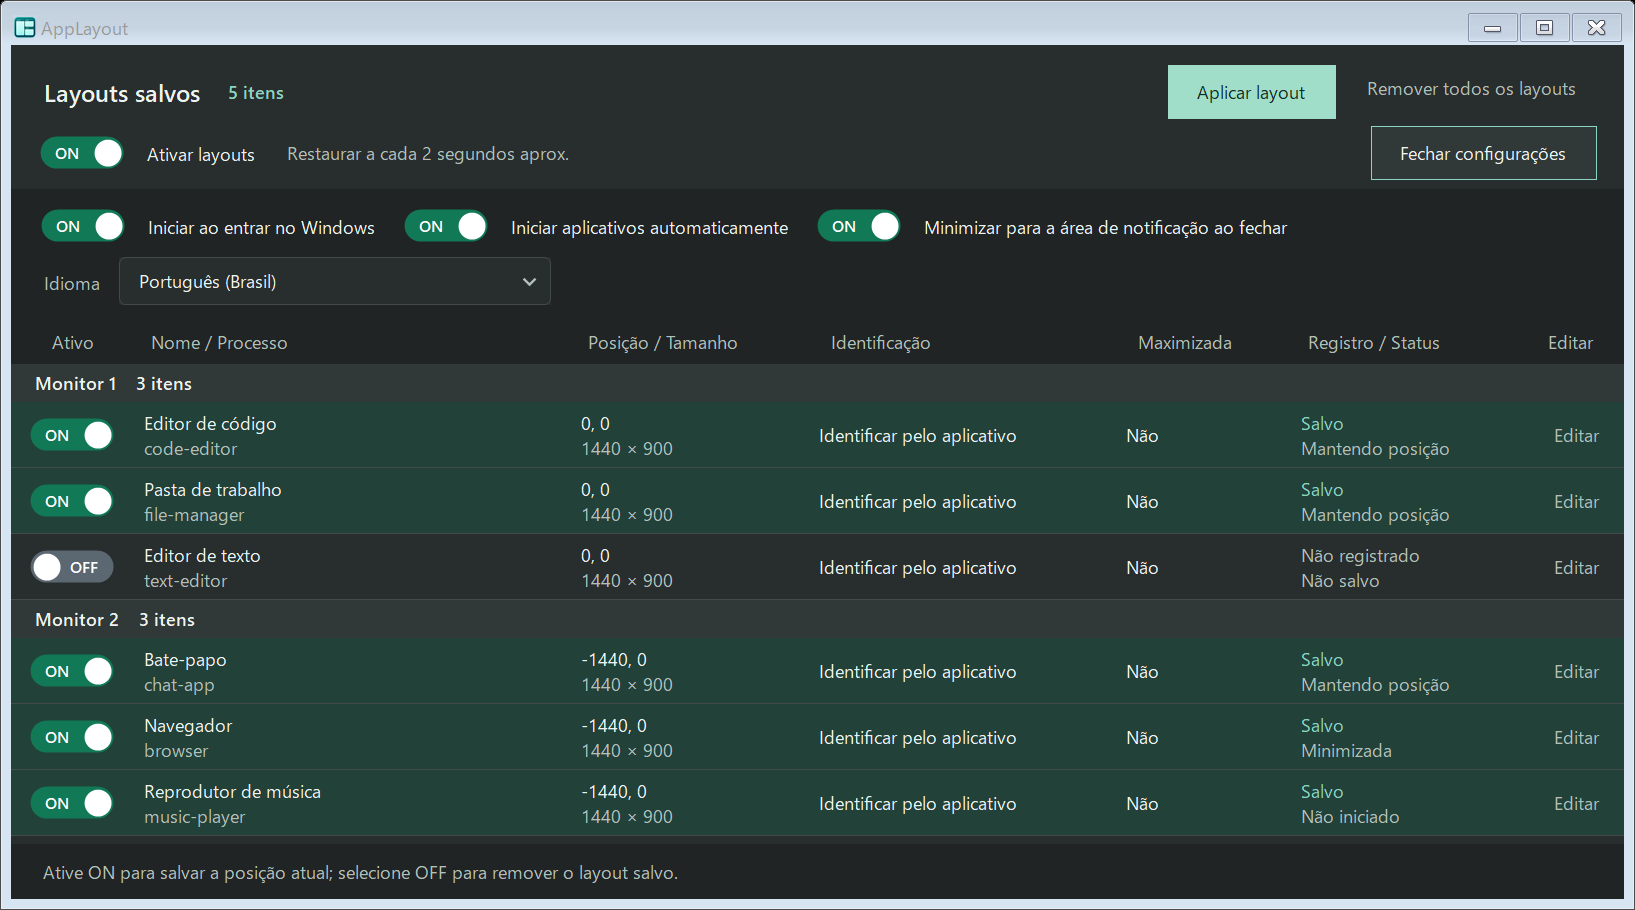 AppLayout
Layouts salvos 5 itens
Aplicar layout
Remover todos os layouts
ON Ativar layouts Restaurar a cada 2 segundos aprox.
Fechar configurações
ON Iniciar ao entrar no Windows ON Iniciar aplicativos automaticamente ON Minimizar para a área de notificação ao fechar
Idioma Português (Brasil)
Ativo Nome / Processo Posição / Tamanho Identificação Maximizada Registro / Status Editar
Monitor 1 3 itens
ON Editor de código 0, 0 Identificar pelo aplicativo Não Salvo Editar
code-editor 1440 × 900 Mantendo posição
ON Pasta de trabalho 0, 0 Identificar pelo aplicativo Não Salvo Editar
file-manager 1440 × 900 Mantendo posição
OFF Editor de texto 0, 0 Identificar pelo aplicativo Não Não registrado Editar
text-editor 1440 × 900 Não salvo
Monitor 2 3 itens
ON Bate-papo -1440, 0 Identificar pelo aplicativo Não Salvo Editar
chat-app 1440 × 900 Mantendo posição
ON Navegador -1440, 0 Identificar pelo aplicativo Não Salvo Editar
browser 1440 × 900 Minimizada
ON Reprodutor de música -1440, 0 Identificar pelo aplicativo Não Salvo Editar
music-player 1440 × 900 Não iniciado
Ative ON para salvar a posição atual; selecione OFF para remover o layout salvo.